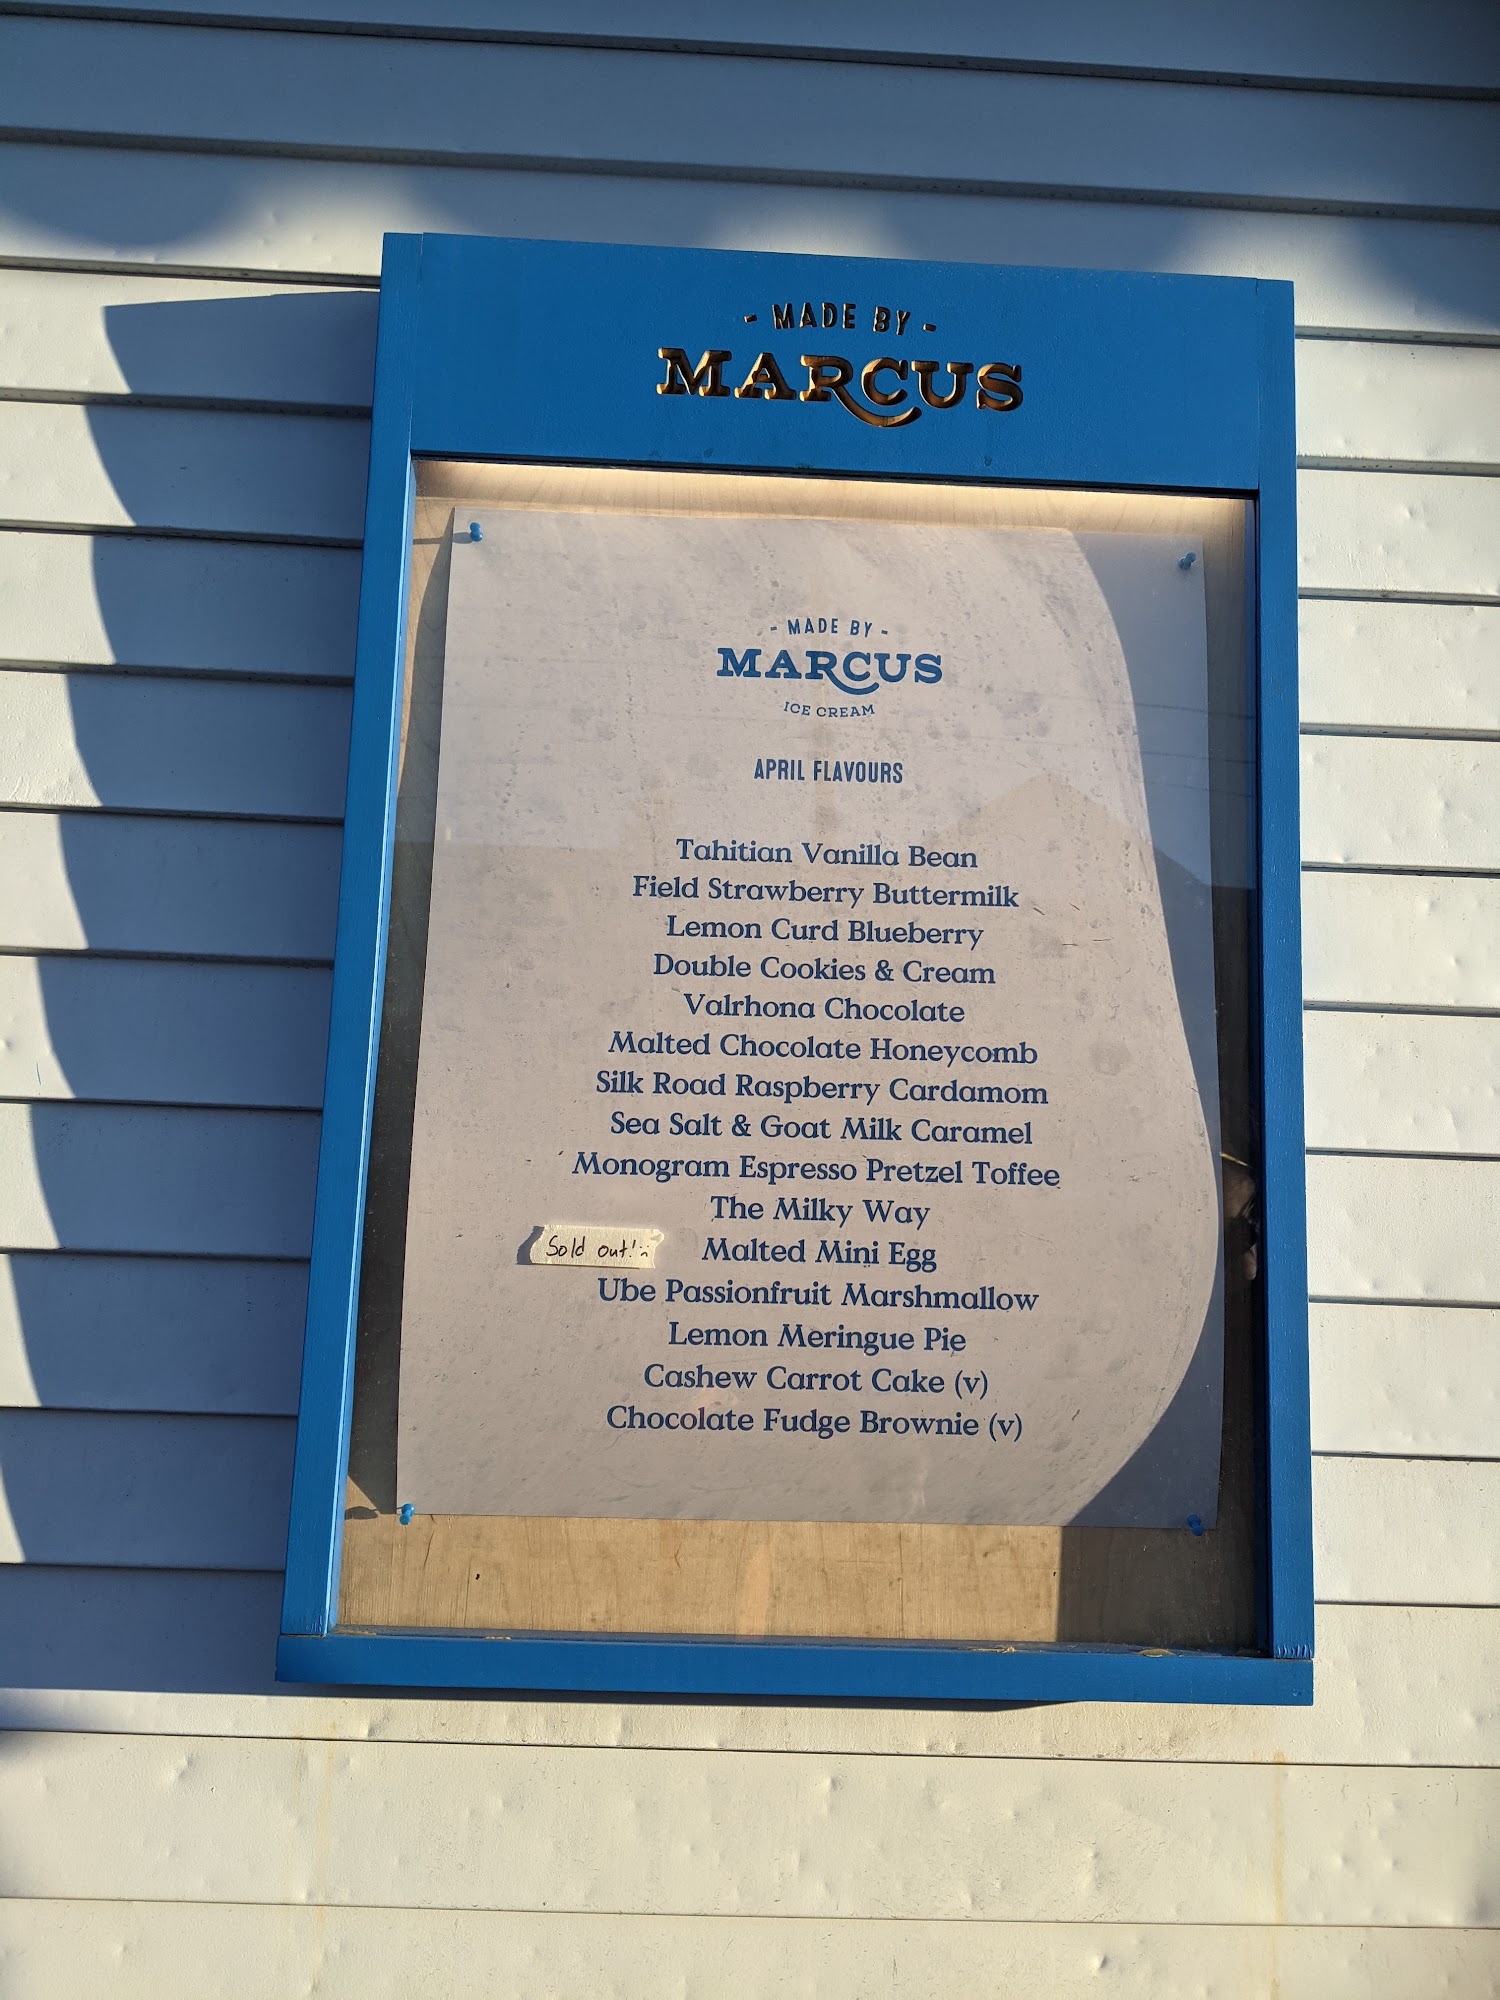 - MADE BY -
MARCUS
- MADE BY -
MARCUS
ICE CREAM
APRIL FLAVOURS
Tahitian Vanilla Bean
Field Strawberry Buttermilk
Lemon Curd Blueberry
Double Cookies & Cream
Valrhona Chocolate
Malted Chocolate Honeycomb
Silk Road Raspberry Cardamom
Sea Salt & Goat Milk Caramel
Monogram Espresso Pretzel Toffee
The Milky Way
Sold out! Malted Mini Egg
Ube Passionfruit Marshmallow
Lemon Meringue Pie
Cashew Carrot Cake (v)
Chocolate Fudge Brownie (v)